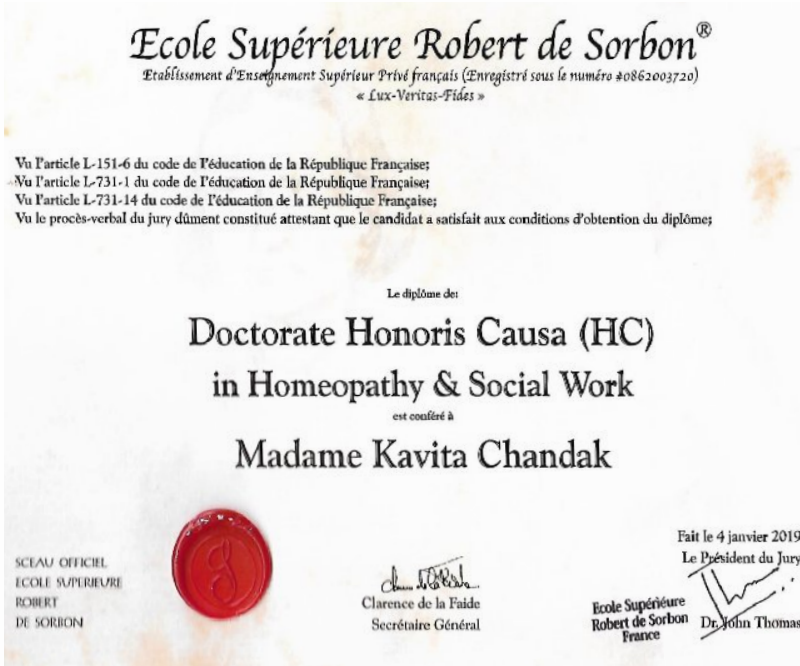 Ecole Supérieure Robert de Sorbon®
Etablissement d'Enseignement Supérieur Privé français (Enregistré sous le numéro #0862003720)
« Lux-Veritas-Fides »
Vu l'article L-151-6 du code de l'éducation de la République Française;
Vu l'article L-731-1 du code de l'éducation de la République Française;
Vu l'article L-731-14 du code de l'éducation de la République Française;
Vu le procès-verbal du jury dûment constitué attestant que le candidat a satisfait aux conditions d'obtention du diplôme;
Le diplôme de:
Doctorate Honoris Causa (HC)
in Homeopathy & Social Work
est conféré à
Madame Kavita Chandak
Fait le 4 janvier 2019
Le Président du Jury
SCEAU OFFICIEL
ECOLE SUPERIEURE
ROBERT
DE SORBON
Clarence de la Faide
Secrétaire Général
Ecole Supérieure
Robert de Sorbon
France
Dr. John Thomas